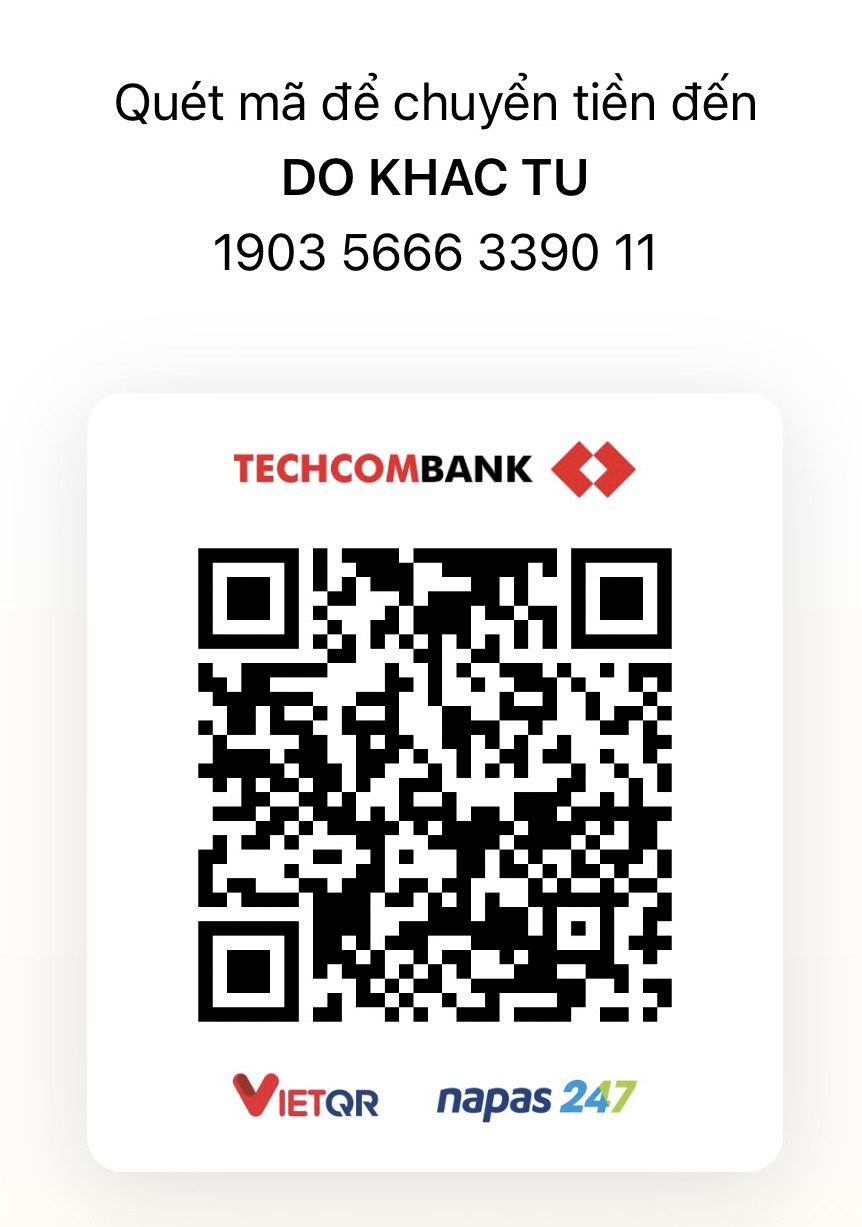 Quét mã để chuyển tiền đến
DO KHAC TU
1903 5666 3390 11
TECHCOMBANK
VIETQR napas 247